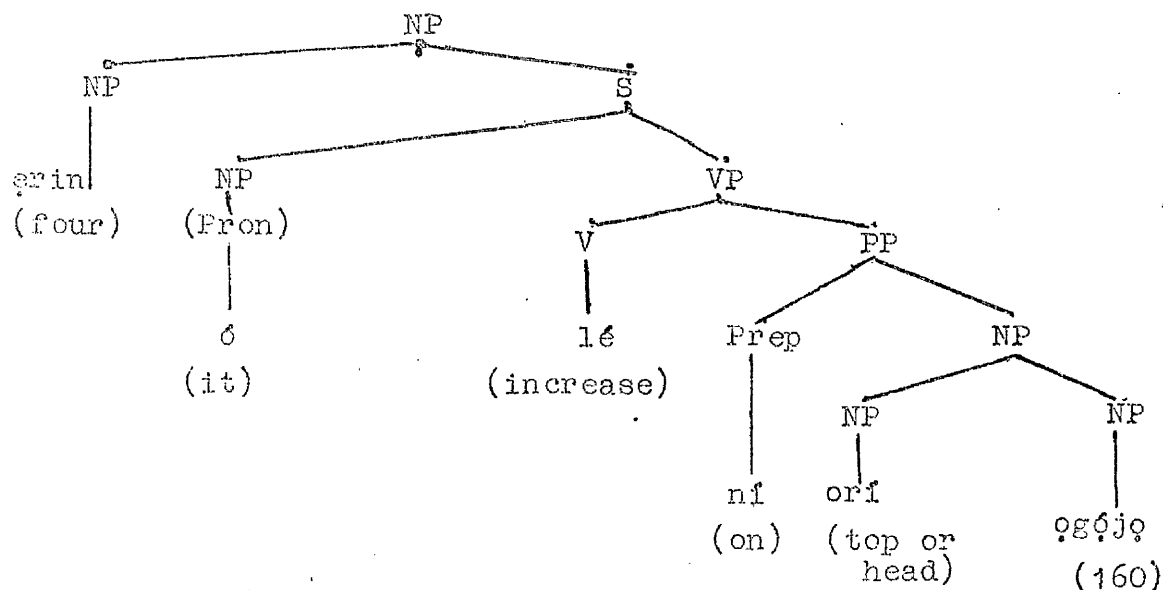 NP
NP S
ẹrin NP VP
(four) (Pron)
V PP
ó lé Prep NP
(it) (increase)
NP NP
ní orí
(on) (top or ọgọ́jọ
head) (160)